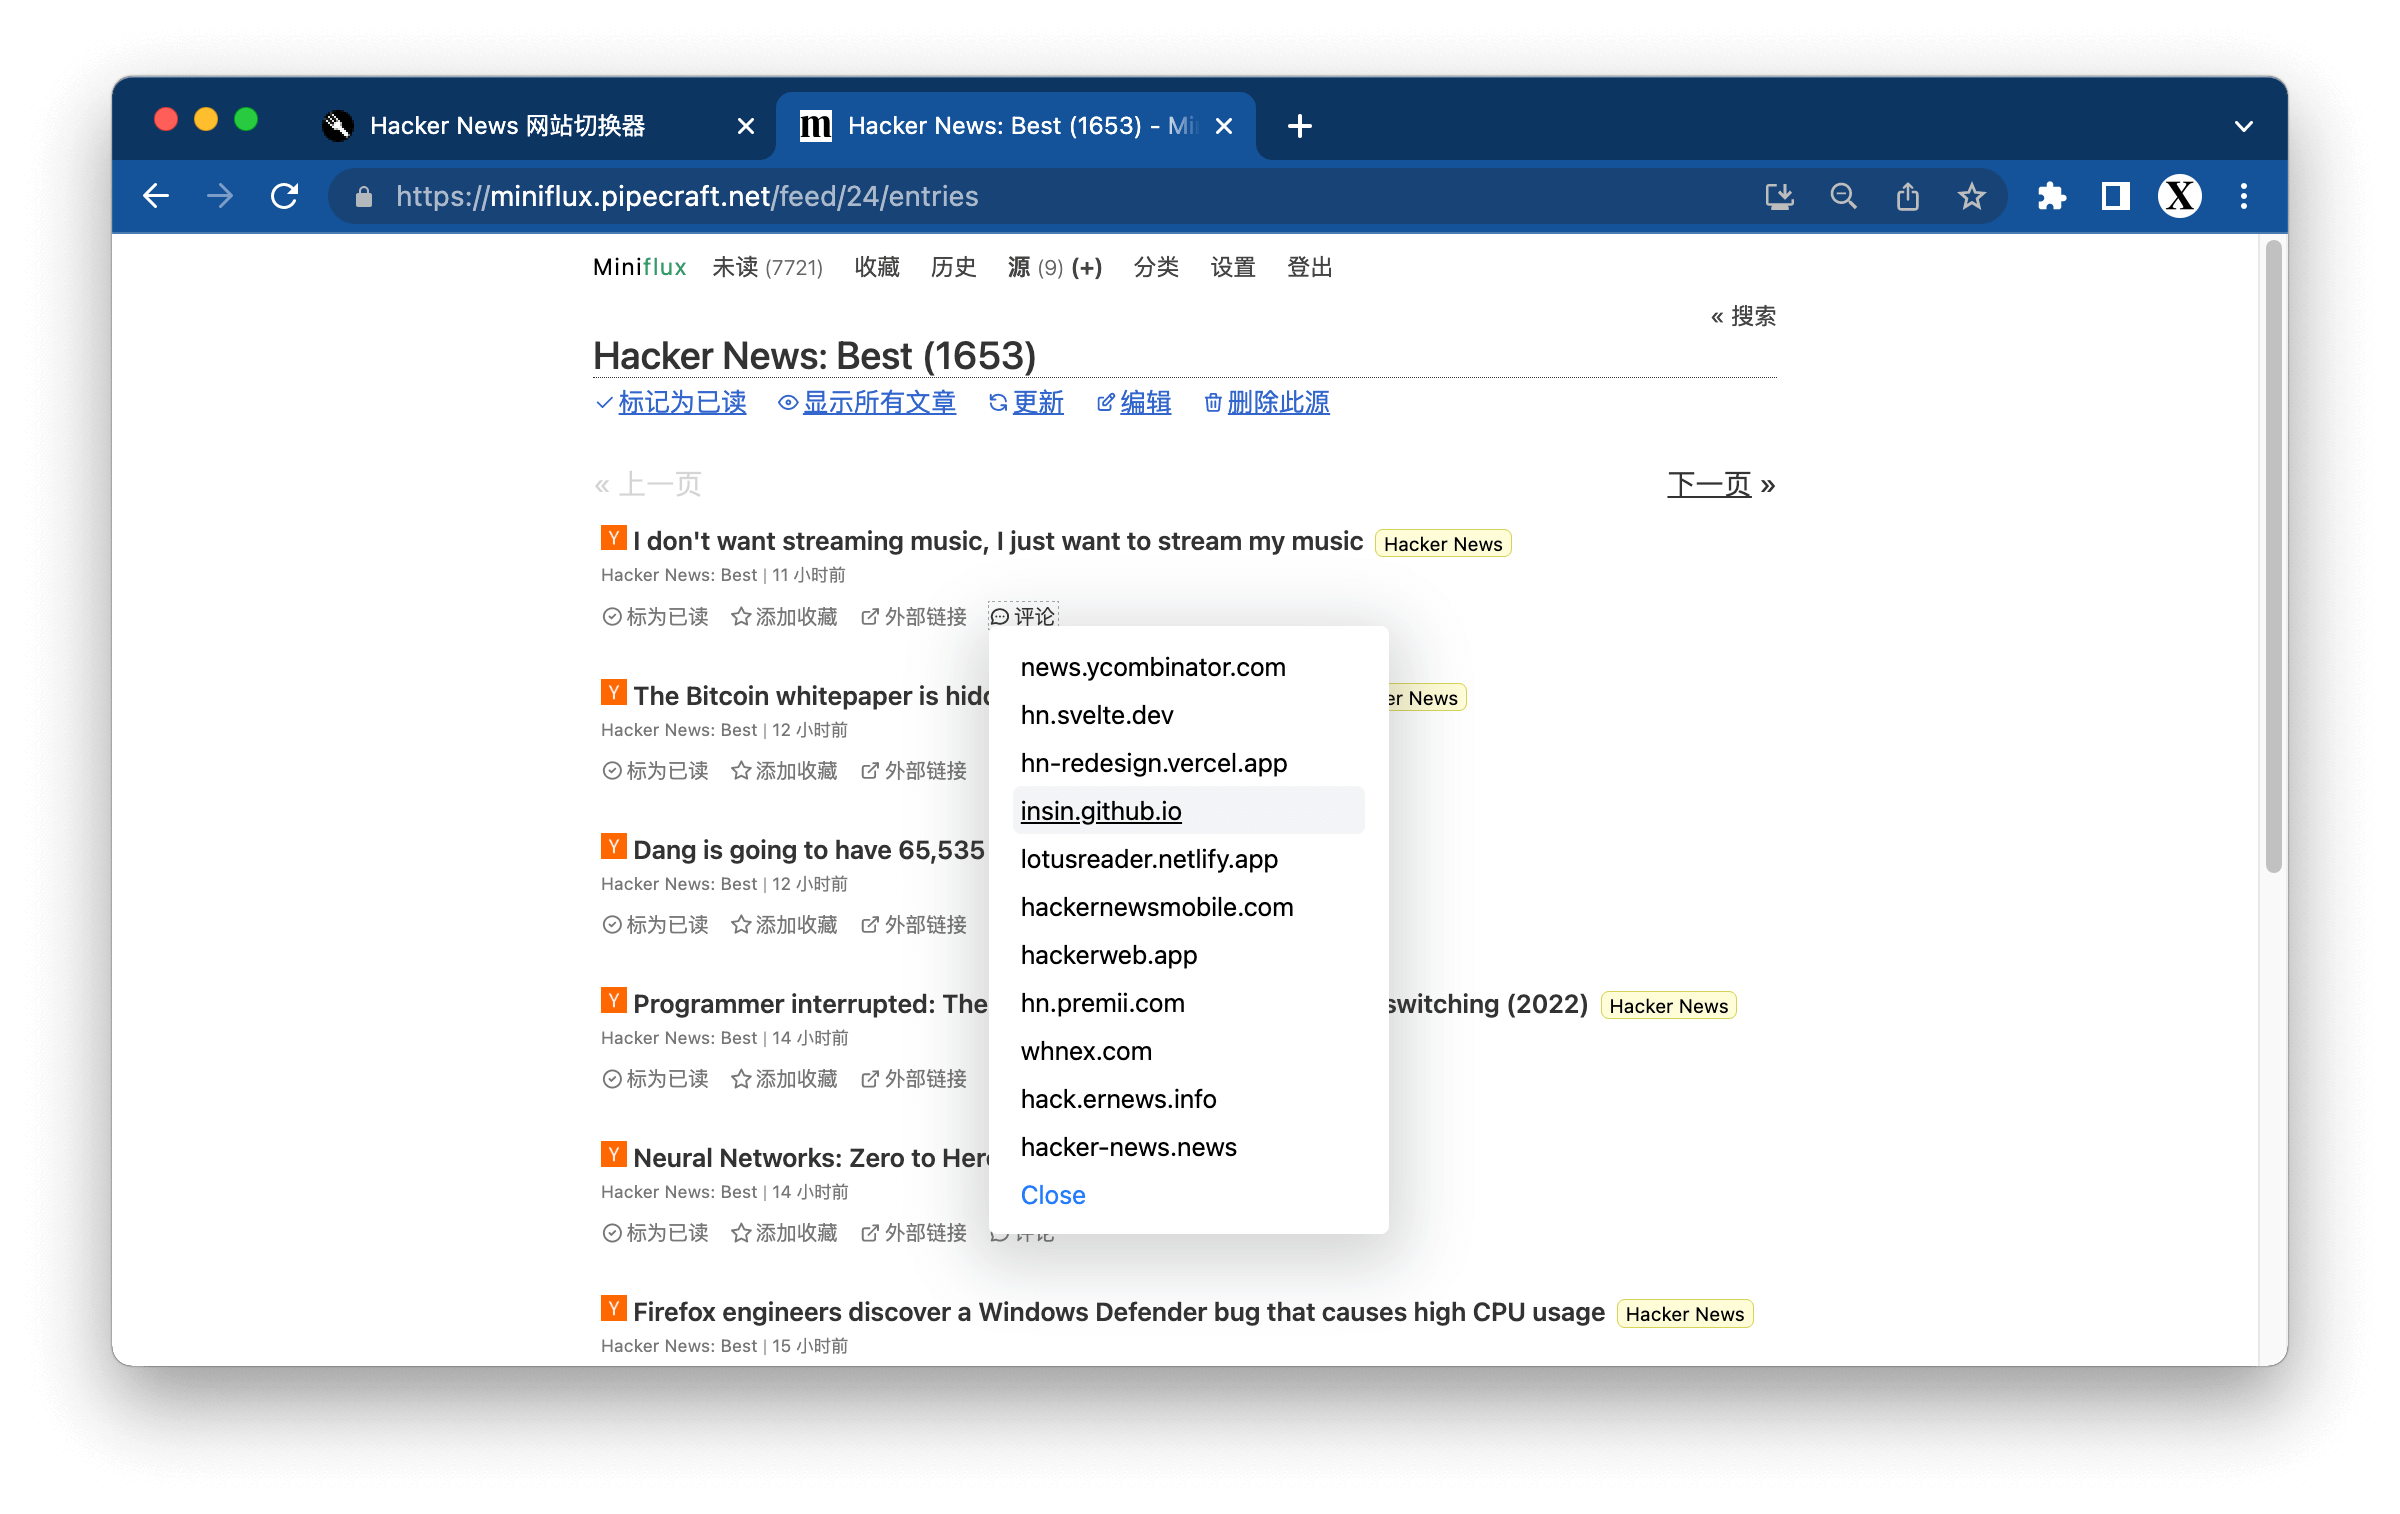 Hacker News 网站切换器
m Hacker News: Best (1653) - Mi
https://miniflux.pipecraft.net/feed/24/entries
X
Miniflux 未读 (7721) 收藏 历史 源 (9) (+) 分类 设置 登出
« 搜索
Hacker News: Best (1653)
标记为已读 显示所有文章 更新 编辑 删除此源
« 上一页 下一页 »
Y I don't want streaming music, I just want to stream my music Hacker News
Hacker News: Best | 11 小时前
标为已读 添加收藏 外部链接 评论
news.ycombinator.com
hn.svelte.dev
hn-redesign.vercel.app
insin.github.io
lotusreader.netlify.app
hackernewsmobile.com
hackerweb.app
hn.premii.com
whnex.com
hack.ernews.info
hacker-news.news
Close
Y The Bitcoin whitepaper is er News
Hacker News: Best | 12 小时前
标为已读 添加收藏 外部链接
Y Dang is going to have 65,535
Hacker News: Best | 12 小时前
标为已读 添加收藏 外部链接
Y Programmer interrupted: The switching (2022) Hacker News
Hacker News: Best | 14 小时前
标为已读 添加收藏 外部链接
Y Neural Networks: Zero to
Hacker News: Best | 14 小时前
标为已读 添加收藏 外部链接
Y Firefox engineers discover a Windows Defender bug that causes high CPU usage Hacker News
Hacker News: Best | 15 小时前